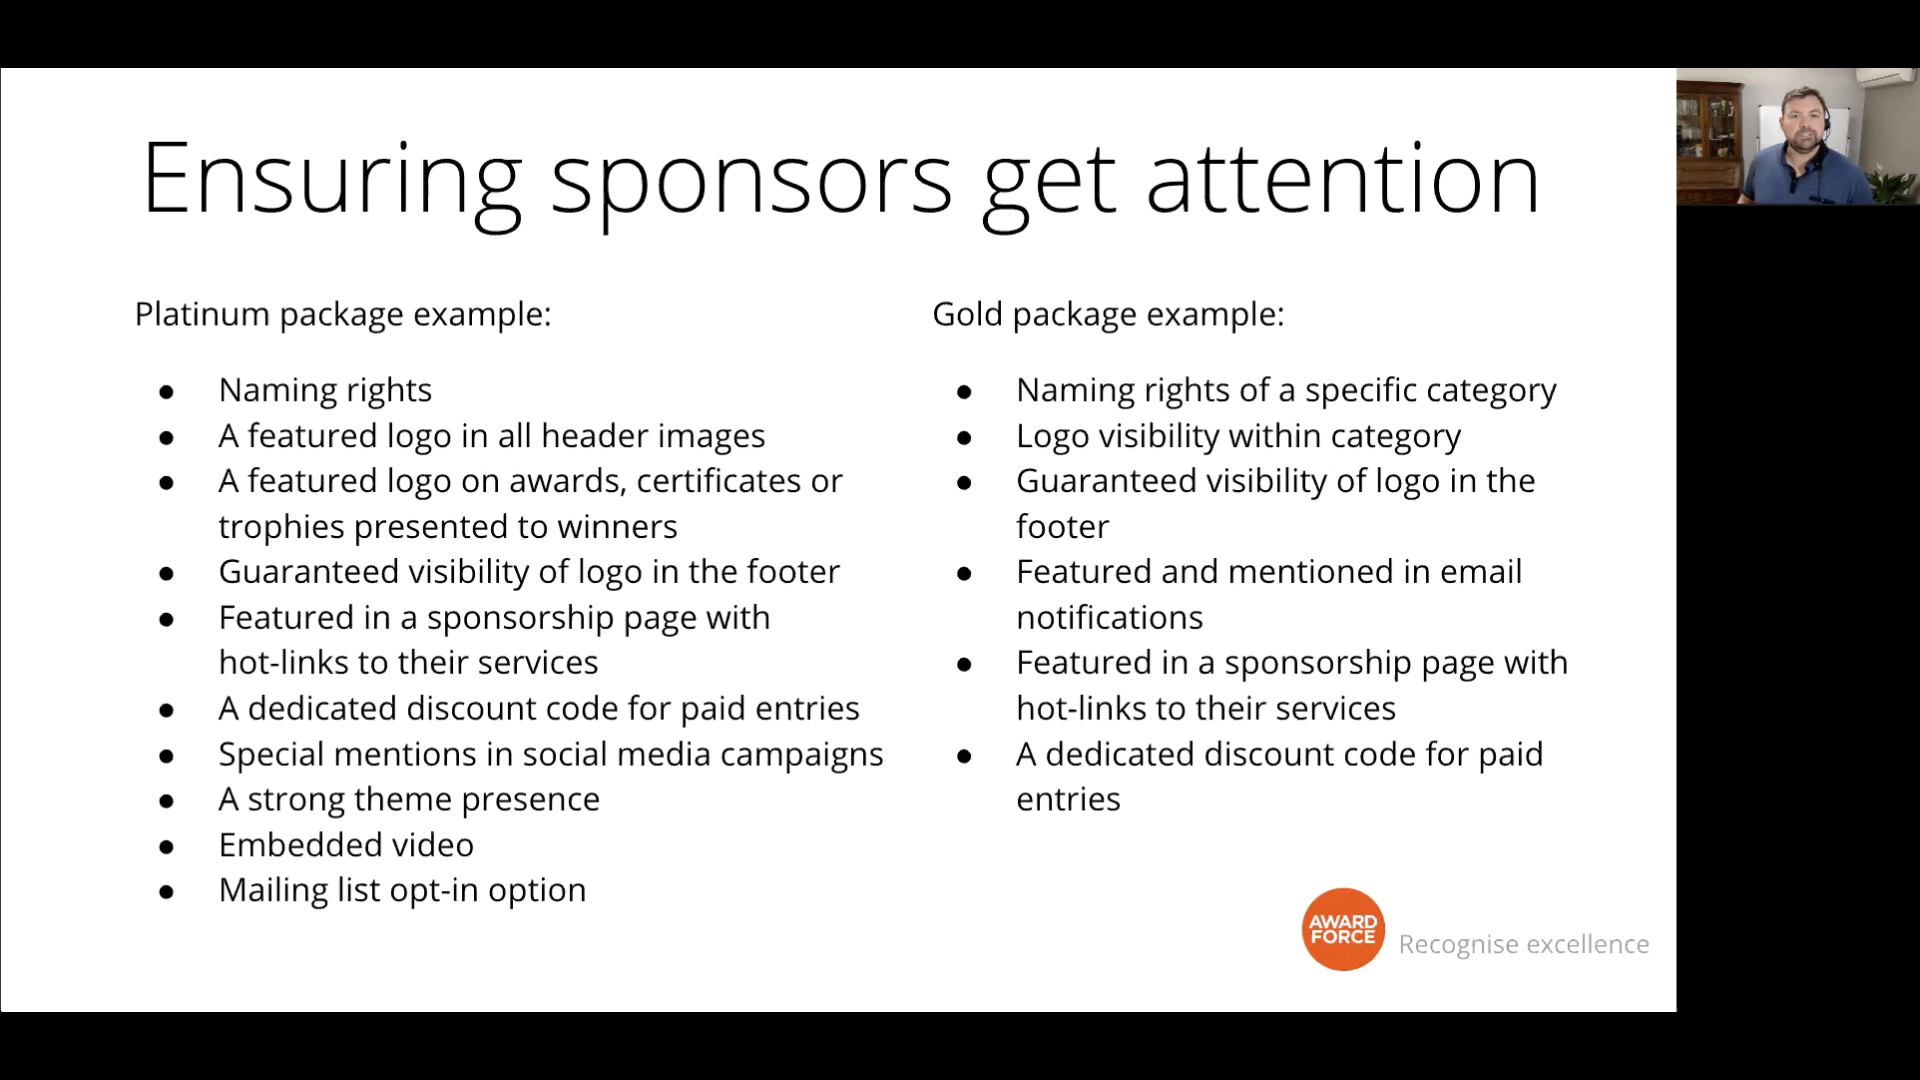 Ensuring sponsors get attention
Platinum package example:
● Naming rights
● A featured logo in all header images
● A featured logo on awards, certificates or
trophies presented to winners
● Guaranteed visibility of logo in the footer
● Featured in a sponsorship page with
hot-links to their services
● A dedicated discount code for paid entries
● Special mentions in social media campaigns
● A strong theme presence
● Embedded video
● Mailing list opt-in option
Gold package example:
● Naming rights of a specific category
● Logo visibility within category
● Guaranteed visibility of logo in the
footer
● Featured and mentioned in email
notifications
● Featured in a sponsorship page with
hot-links to their services
● A dedicated discount code for paid
entries
AWARD
FORCE
Recognise excellence